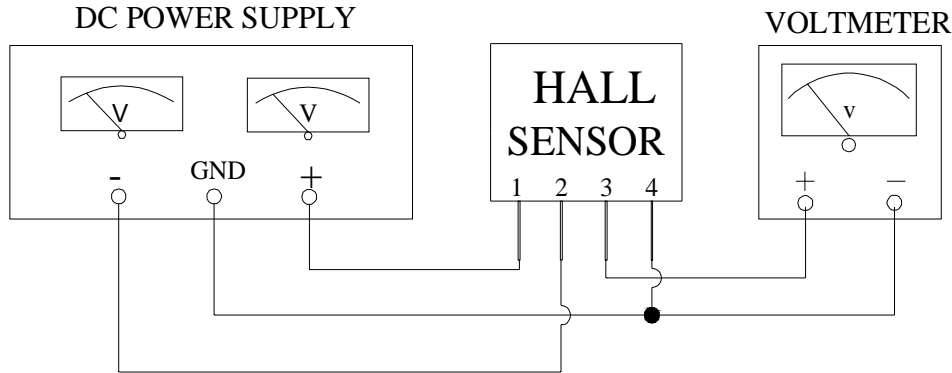 DC POWER SUPPLY
VOLTMETER
V
V
HALL
SENSOR
v
- GND +
1 2 3 4
+ −